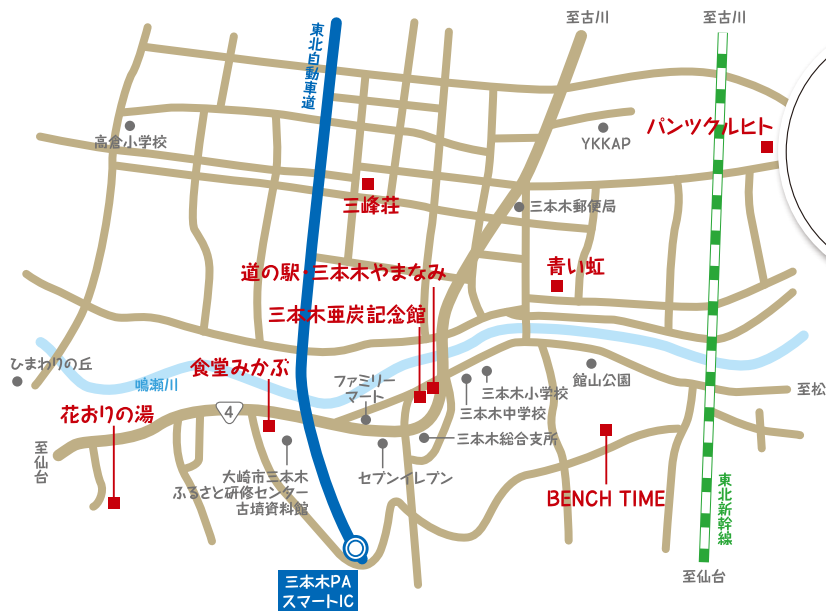 至古川
至古川
東北自動車道
高倉小学校
YKKAP
パンツクルヒト
三峰荘
三本木郵便局
道の駅・三本木やまなみ
青い虹
三本木亜炭記念館
ひまわりの丘
鳴瀬川
食堂みかぶ
ファミリー
マート
三本木小学校
館山公園
至松
三本木中学校
花おりの湯
4
三本木総合支所
至仙台
大崎市三本木
ふるさと研修センター
古墳資料館
セブンイレブン
BENCH TIME
東北新幹線
三本木PA
スマートIC
至仙台